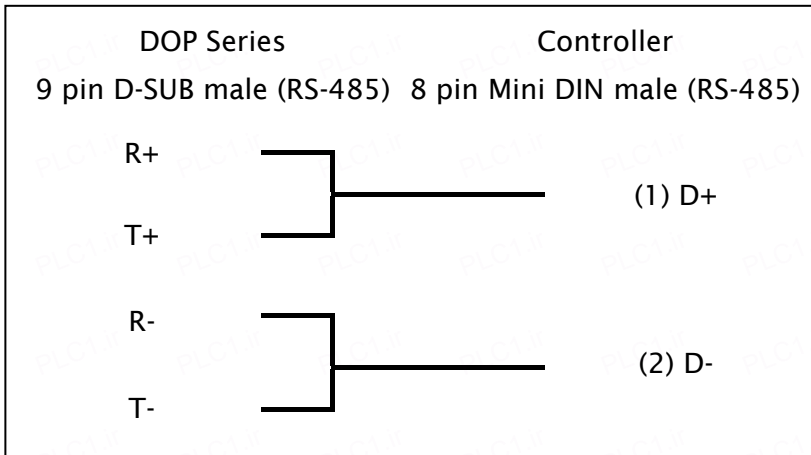 DOP Series Controller
9 pin D-SUB male (RS-485) 8 pin Mini DIN male (RS-485)
R+
(1) D+
T+
R-
(2) D-
T-